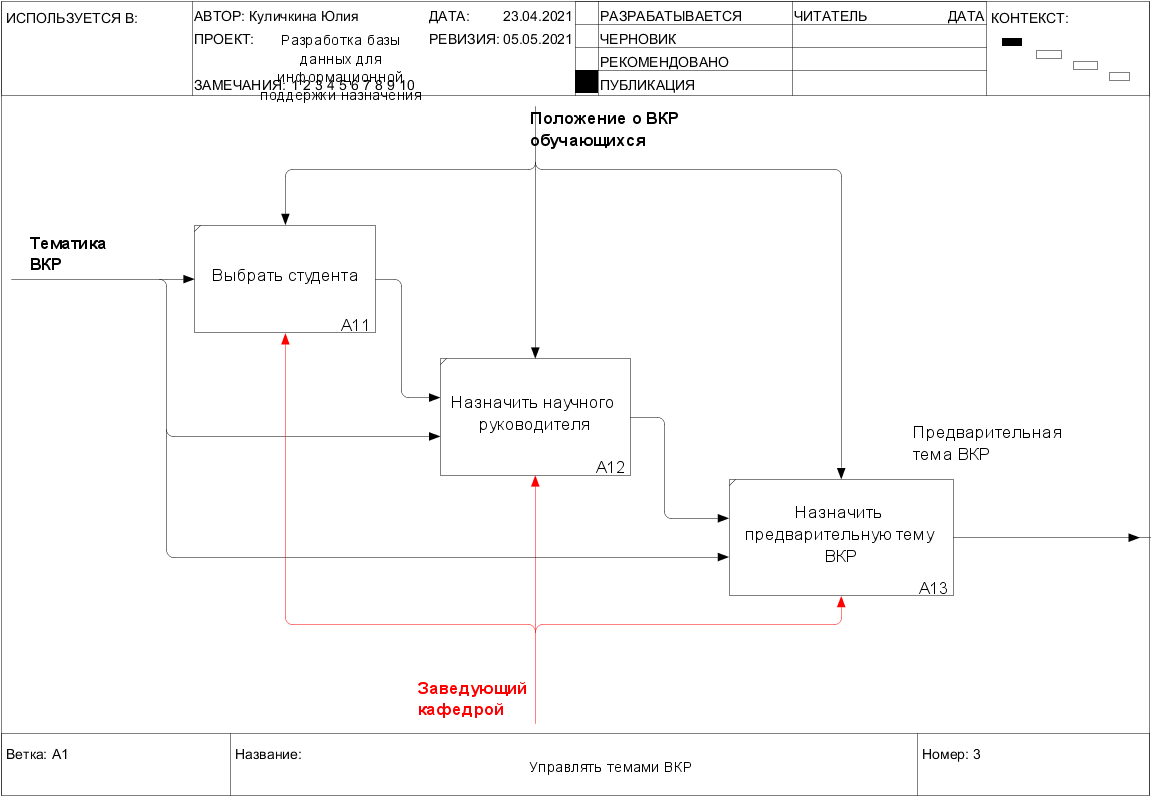 ИСПОЛЬЗУЕТСЯ В:
АВТОР: Куличкина Юлия
ДАТА: 23.04.2021
РАЗРАБАТЫВАЕТСЯ
ЧИТАТЕЛЬ
ДАТА
КОНТЕКСТ:
ПРОЕКТ:
Разработка базы
данных для
информационной
поддержки назначения
РЕВИЗИЯ: 05.05.2021
ЧЕРНОВИК
РЕКОМЕНДОВАНО
ЗАМЕЧАНИЯ: 1 2 3 4 5 6 7 8 9 10
ПУБЛИКАЦИЯ
Положение о ВКР
обучающихся
Тематика
ВКР
Выбрать студента
A11
Назначить научного
руководителя
A12
Предварительная
тема ВКР
Назначить
предварительную тему
ВКР
A13
Заведующий
кафедрой
Ветка: A1
Название:
Управлять темами ВКР
Номер: 3